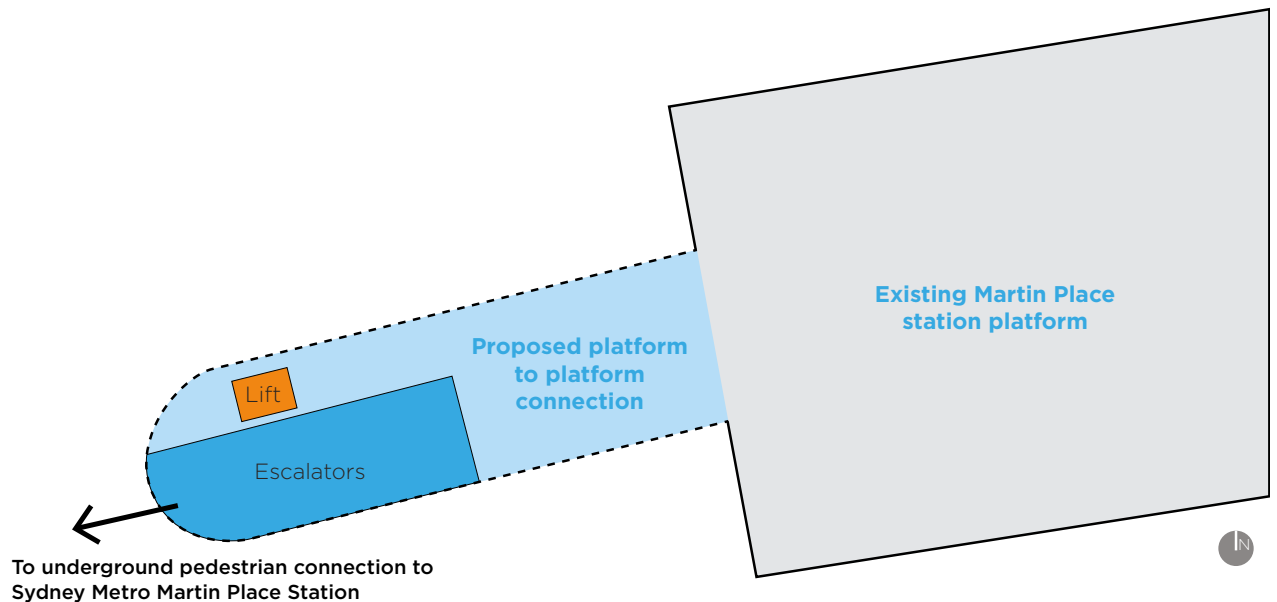 Existing Martin Place
station platform
Proposed platform
to platform
connection
Lift
Escalators
To underground pedestrian connection to
Sydney Metro Martin Place Station
N